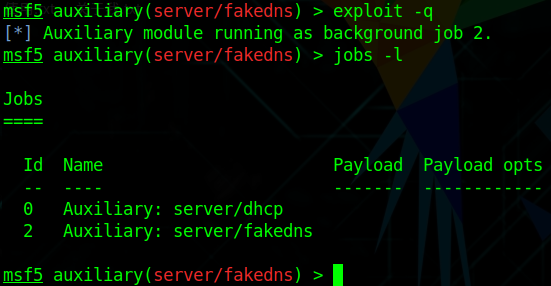 msf5 auxiliary(server/fakedns) > exploit -q
[*] Auxiliary module running as background job 2.
msf5 auxiliary(server/fakedns) > jobs -l
Jobs
====
Id  Name                       Payload  Payload opts
--  ----                       -------  ------------
0   Auxiliary: server/dhcp
2   Auxiliary: server/fakedns
msf5 auxiliary(server/fakedns) >